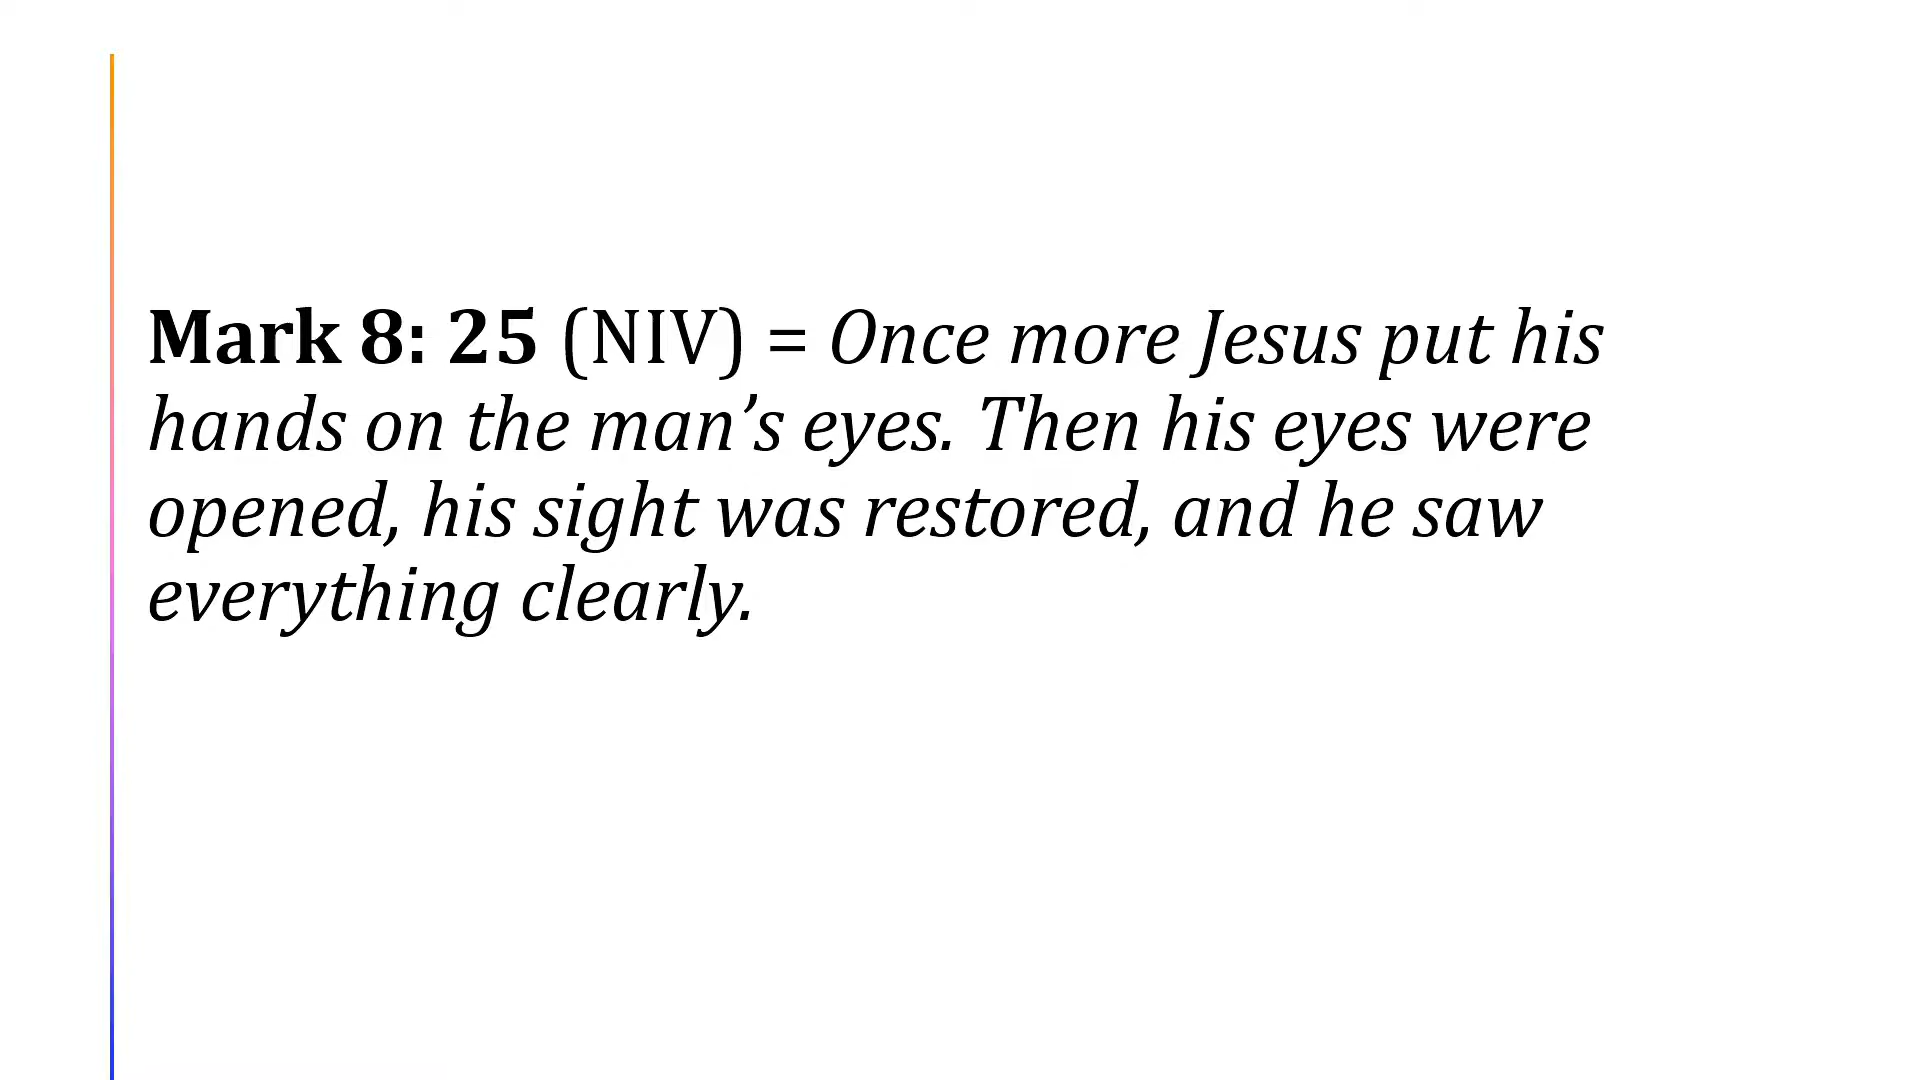 Mark 8: 25 (NIV) = Once more Jesus put his
hands on the man’s eyes. Then his eyes were
opened, his sight was restored, and he saw
everything clearly.